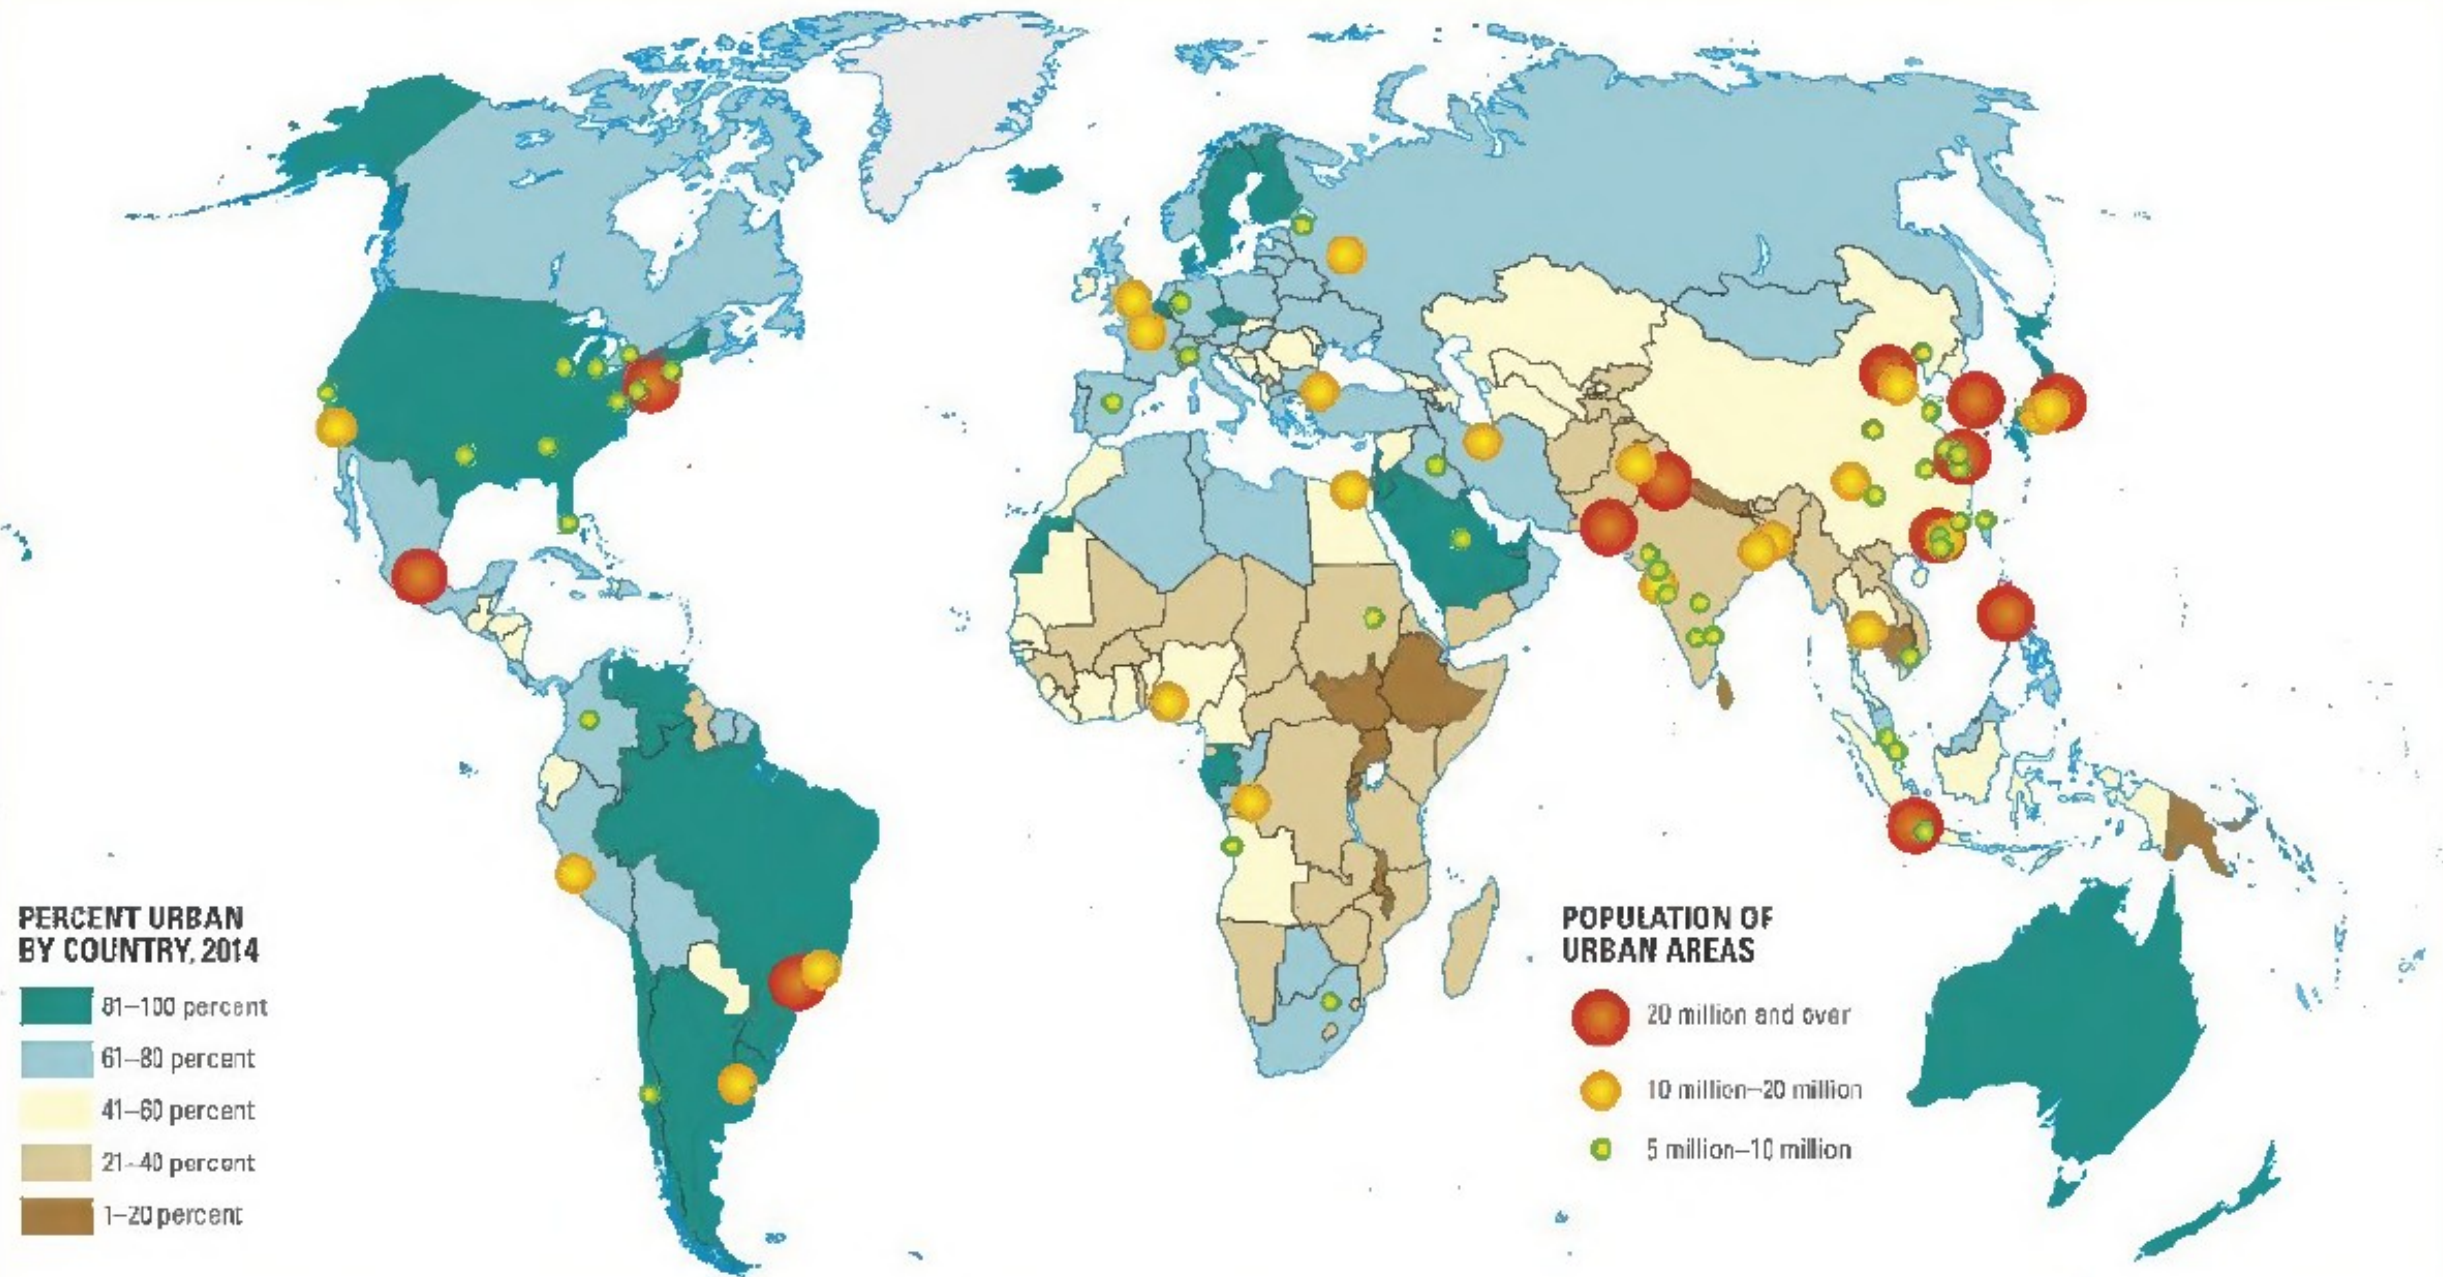 PERCENT URBAN
BY COUNTRY, 2014
81–100 percent
61–80 percent
41–60 percent
21–40 percent
1–20 percent
POPULATION OF
URBAN AREAS
20 million and over
10 million–20 million
5 million–10 million